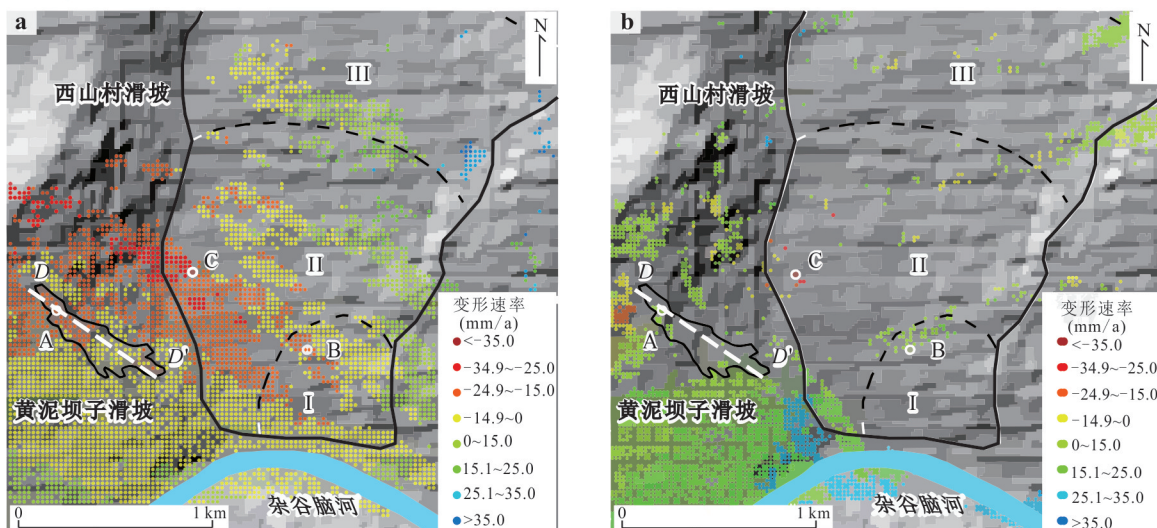 a
N
III
西山村滑坡
C
II
D
变形速率
(mm/a)
A
D'
B
<-35.0
-34.9~-25.0
-24.9~-15.0
-14.9~0
0~15.0
15.1~25.0
25.1~35.0
>35.0
黄泥坝子滑坡
I
杂谷脑河
0 1 km
b
N
III
西山村滑坡
C
II
D
变形速率
(mm/a)
A
D'
B
<-35.0
-34.9~-25.0
-24.9~-15.0
-14.9~0
0~15.0
15.1~25.0
25.1~35.0
>35.0
黄泥坝子滑坡
I
杂谷脑河
0 1 km